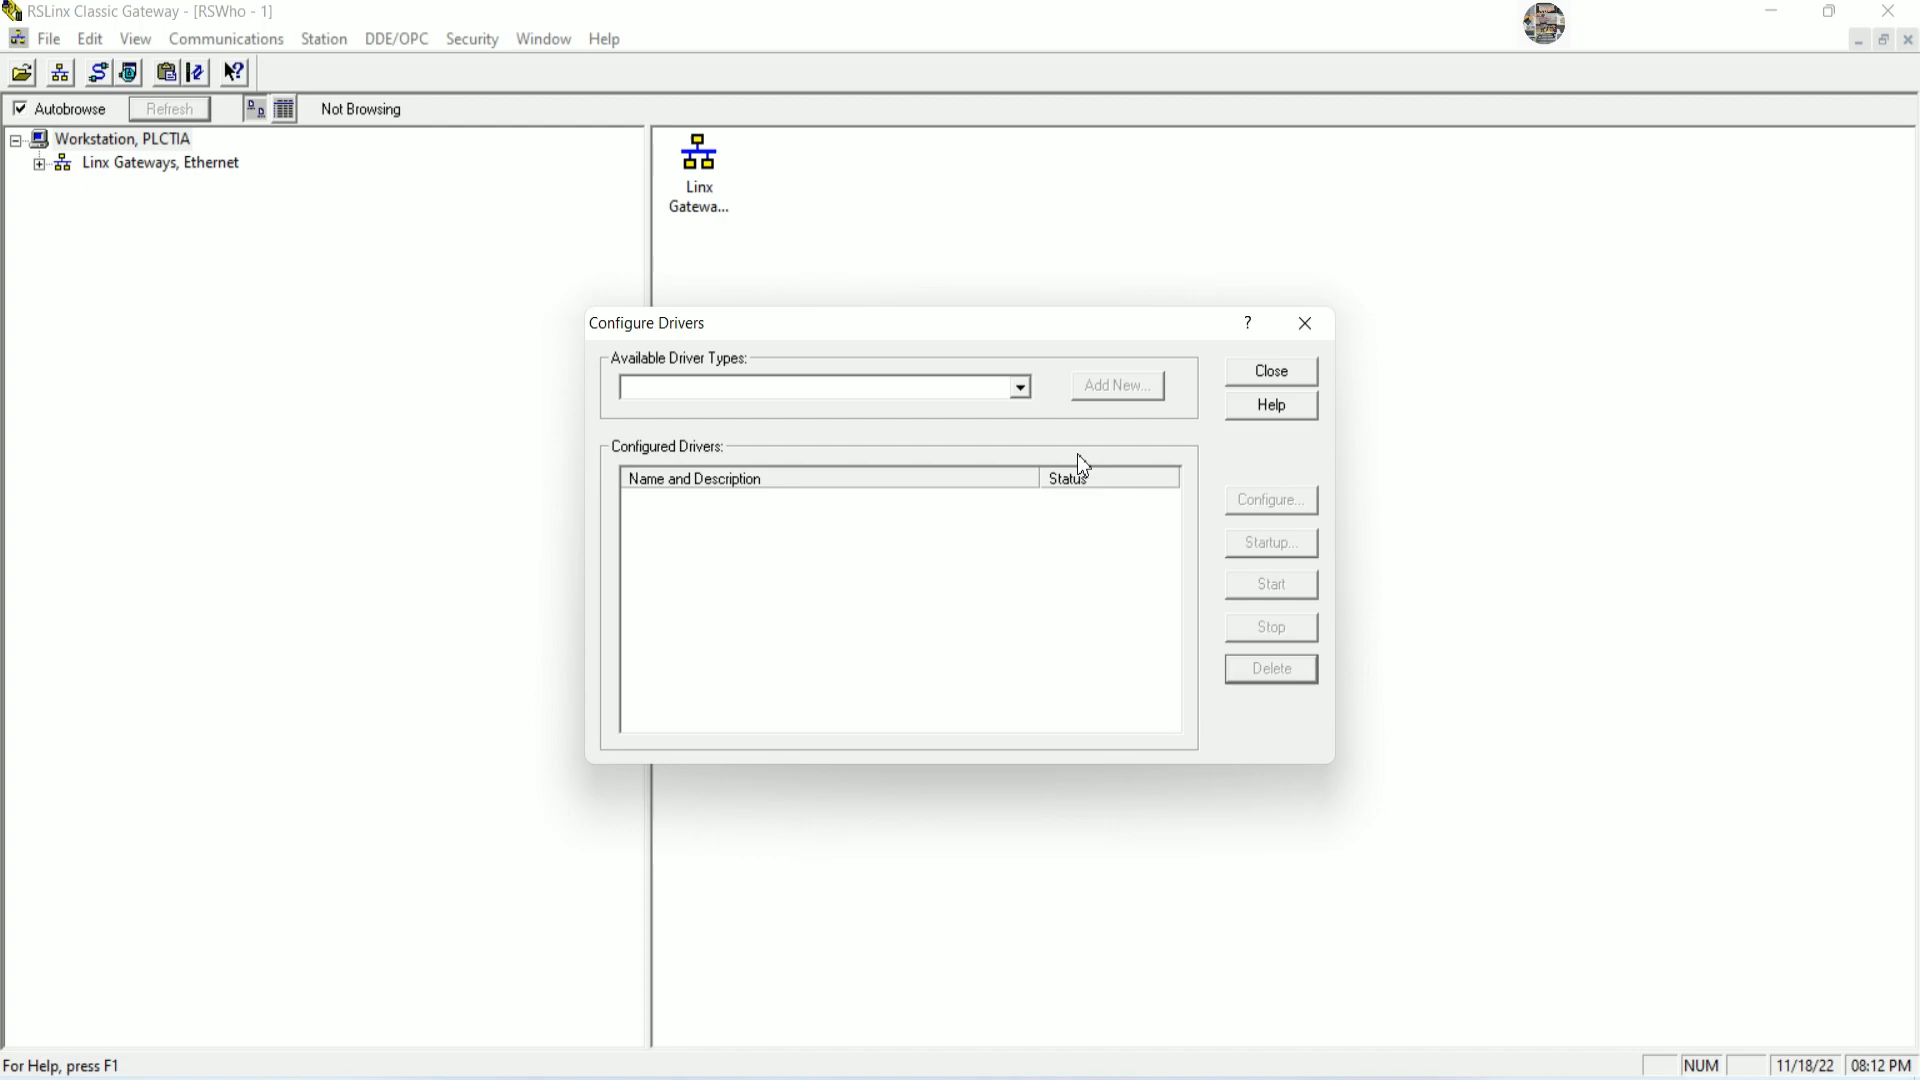 RSLinx Classic Gateway - [RSWho - 1]
File Edit View Communications Station DDE/OPC Security Window Help
Autobrowse Refresh Not Browsing
Workstation, PLCTIA
Linx Gateways, Ethernet
Linx
Gatewa...
Configure Drivers
Available Driver Types:
Add New...
Close
Help
Configured Drivers:
Name and Description Status
Configure...
Startup...
Start
Stop
Delete
For Help, press F1
NUM 11/18/22 08:12 PM